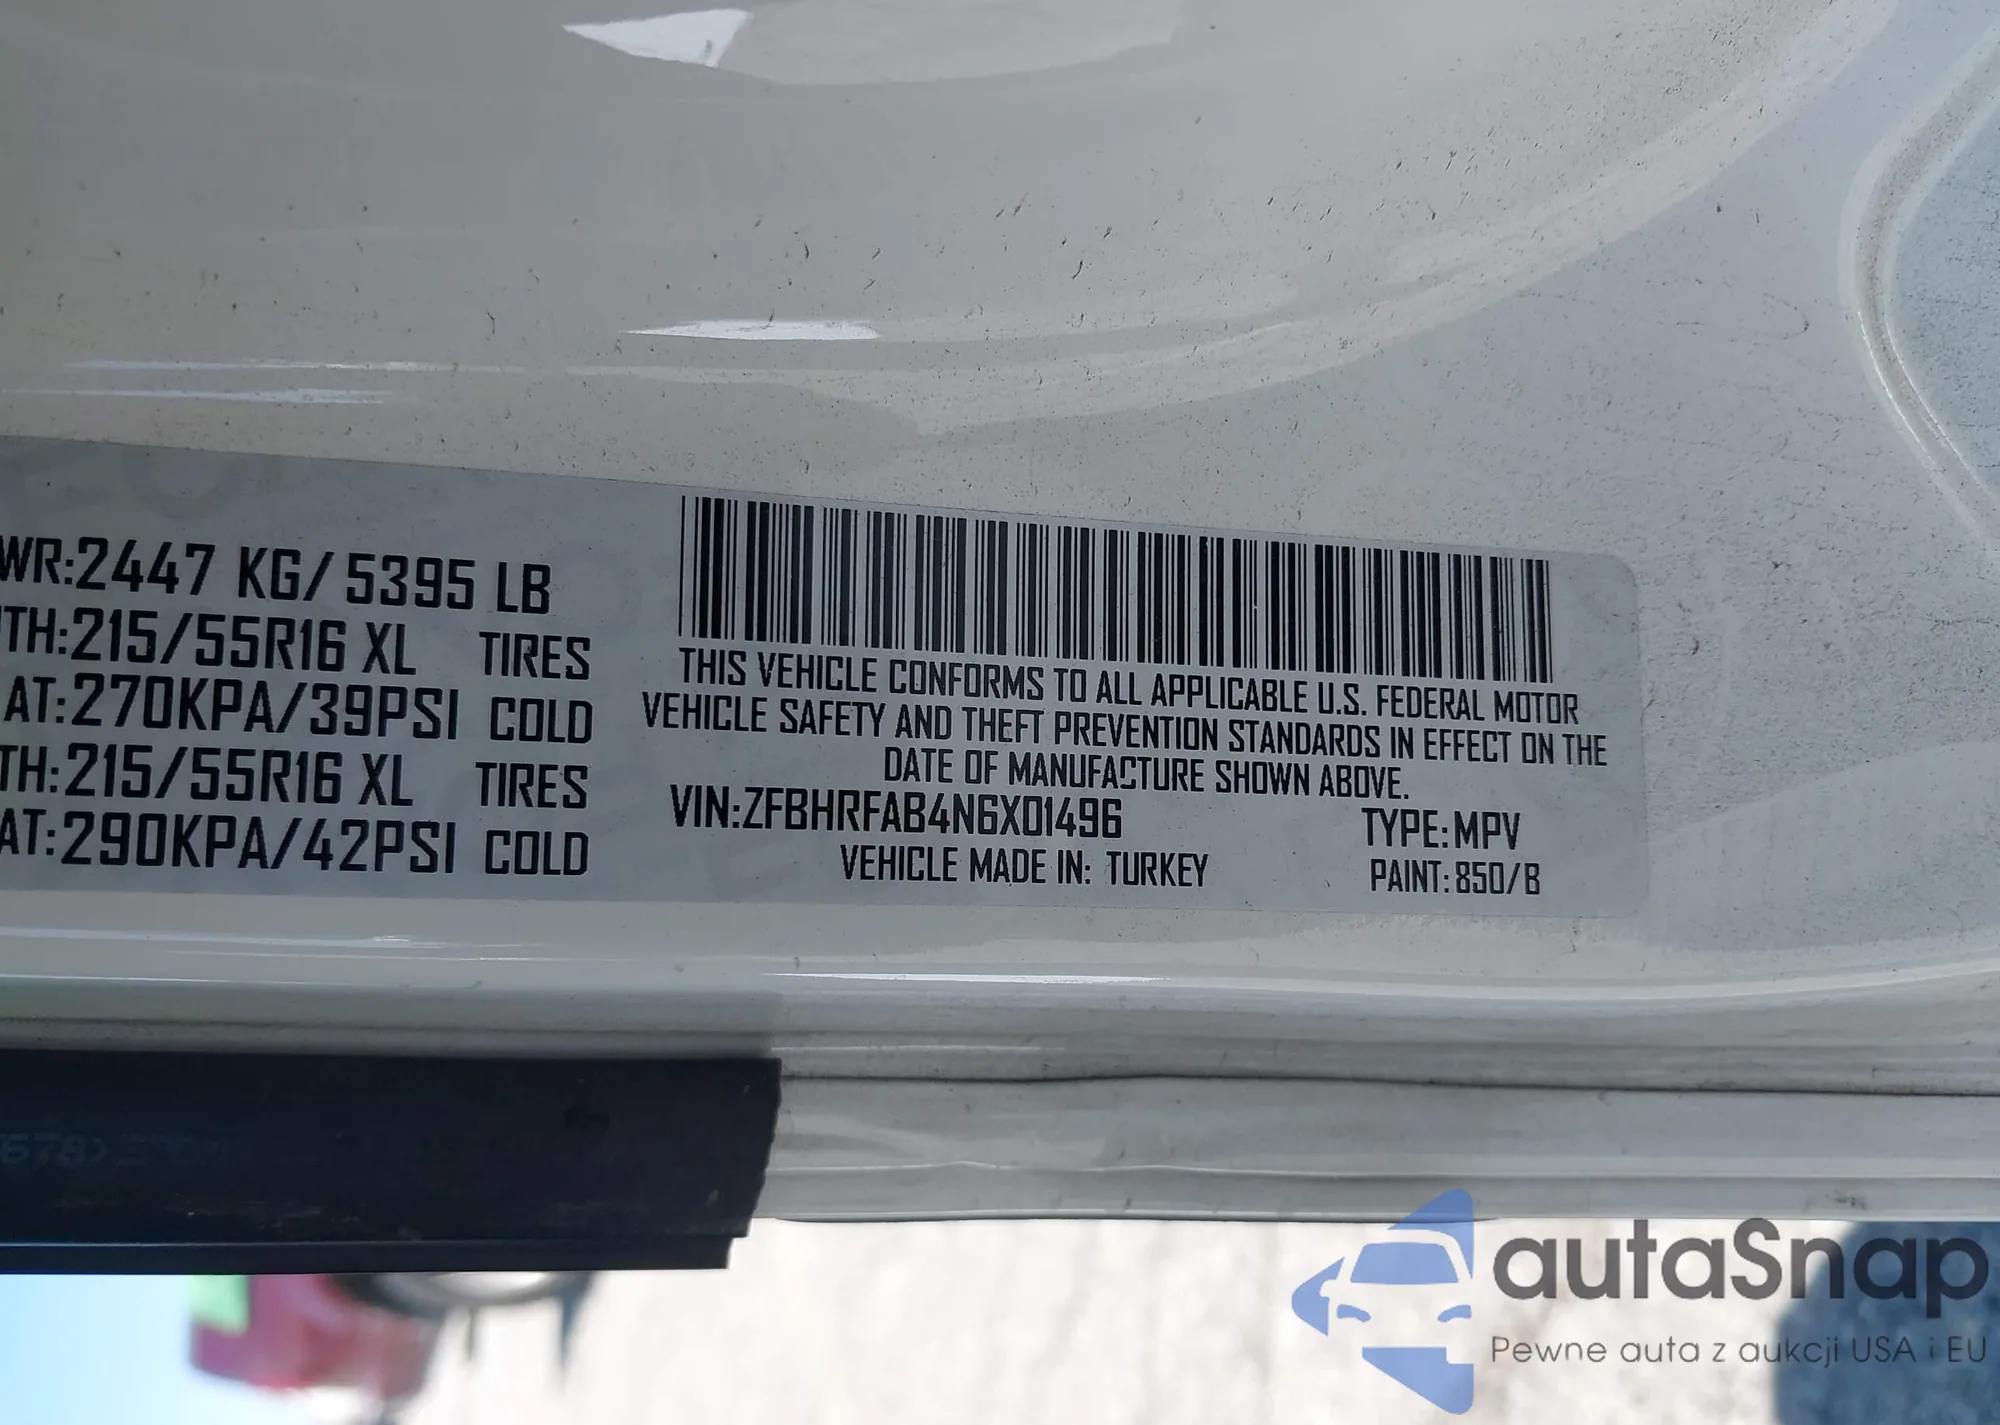 WR:2447 KG/ 5395 LB
TH:215/55R16 XL TIRES
AT:270KPA/39PSI COLD
TH:215/55R16 XL TIRES
AT:290KPA/42PSI COLD
THIS VEHICLE CONFORMS TO ALL APPLICABLE U.S. FEDERAL MOTOR
VEHICLE SAFETY AND THEFT PREVENTION STANDARDS IN EFFECT ON THE
DATE OF MANUFACTURE SHOWN ABOVE.
VIN:ZFBHRFAB4N6X01496
TYPE:MPV
VEHICLE MADE IN: TURKEY
PAINT:850/B
autaSnap
Pewne auta z aukcji USA i EU